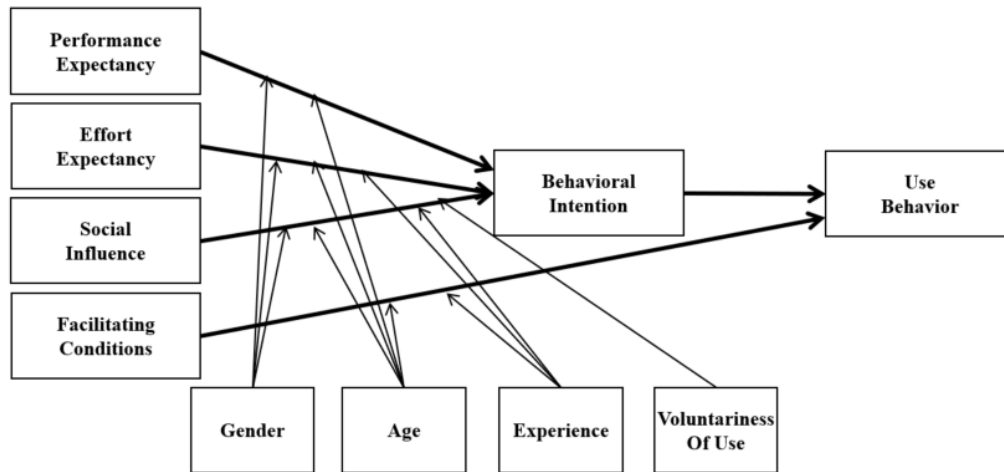 Performance
Expectancy
Effort
Expectancy
Social
Influence
Facilitating
Conditions
Behavioral
Intention
Use
Behavior
Gender
Age
Experience
Voluntariness
Of Use